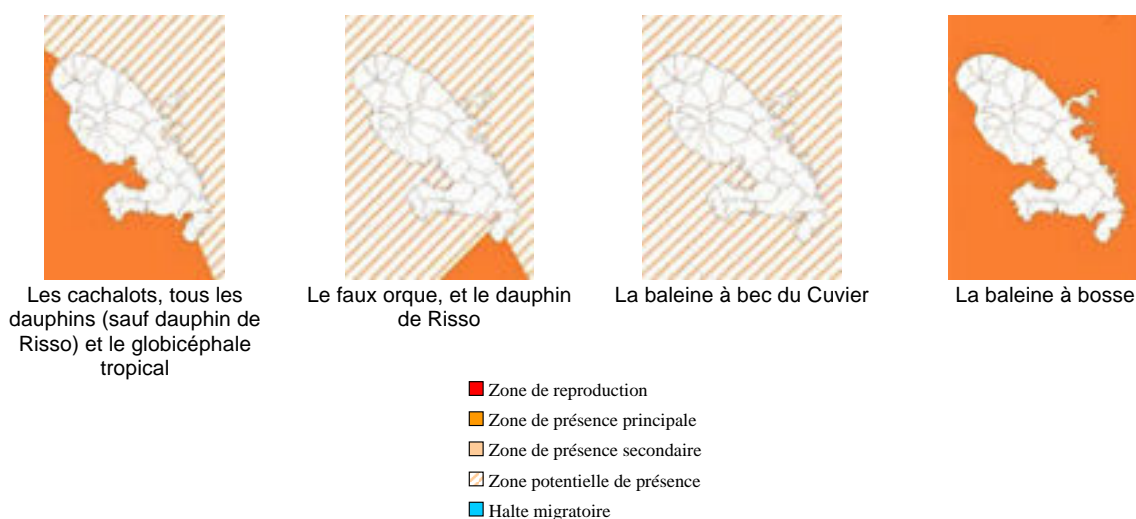 Les cachalots, tous les
dauphins (sauf dauphin de
Risso) et le globicéphale
tropical
Le faux orque, et le dauphin
de Risso
La baleine à bec du Cuvier
La baleine à bosse
Zone de reproduction
Zone de présence principale
Zone de présence secondaire
Zone potentielle de présence
Halte migratoire